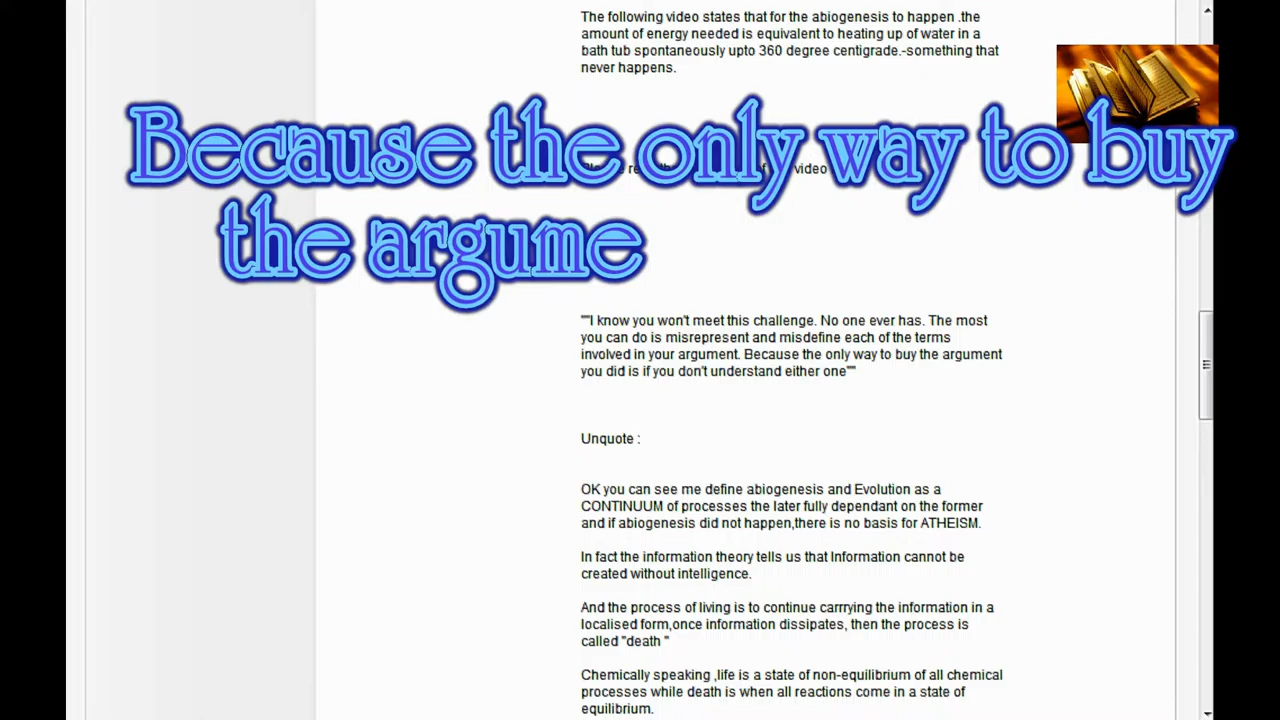 The following video states that for the abiogenesis to happen .the
amount of energy needed is equivalent to heating up of water in a
bath tub spontaneously upto 360 degree centigrade.-something that
never happens.
Because the only way to buy
the argume
video
""I know you won't meet this challenge. No one ever has. The most
you can do is misrepresent and misdefine each of the terms
involved in your argument. Because the only way to buy the argument
you did is if you don't understand either one""
Unquote :
OK you can see me define abiogenesis and Evolution as a
CONTINUUM of processes the later fully dependant on the former
and if abiogenesis did not happen,there is no basis for ATHEISM.
In fact the information theory tells us that Information cannot be
created without intelligence.
And the process of living is to continue carrrying the information in a
localised form,once information dissipates, then the process is
called "death "
Chemically speaking ,life is a state of non-equilibrium of all chemical
processes while death is when all reactions come in a state of
equilibrium.